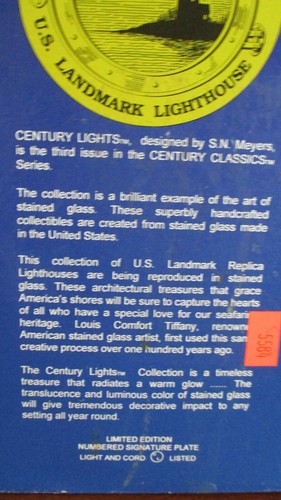 U.S. LANDMARK LIGHTHOUSE
CENTURY LIGHTS™, designed by S.N. Meyers,
is the third issue in the CENTURY CLASSICS™
Series.
The collection is a brilliant example of the art of
stained glass. These superbly handcrafted
collectibles are created from stained glass made
in the United States.
This collection of U.S. Landmark Replica
Lighthouses are being reproduced in stained
glass. These architectural treasures that grace
America's shores will be sure to capture the hearts
of all who have a special love for our seafaring
heritage. Louis Comfort Tiffany, renowne
American stained glass artist, first used this sam
creative process over one hundred years ago.
5584
The Century Lights™ Collection is a timeless
treasure that radiates a warm glow ...... The
translucence and luminous color of stained glass
will give tremendous decorative impact to any
setting all year round.
LIMITED EDITION
NUMBERED SIGNATURE PLATE
LIGHT AND CORD UL LISTED